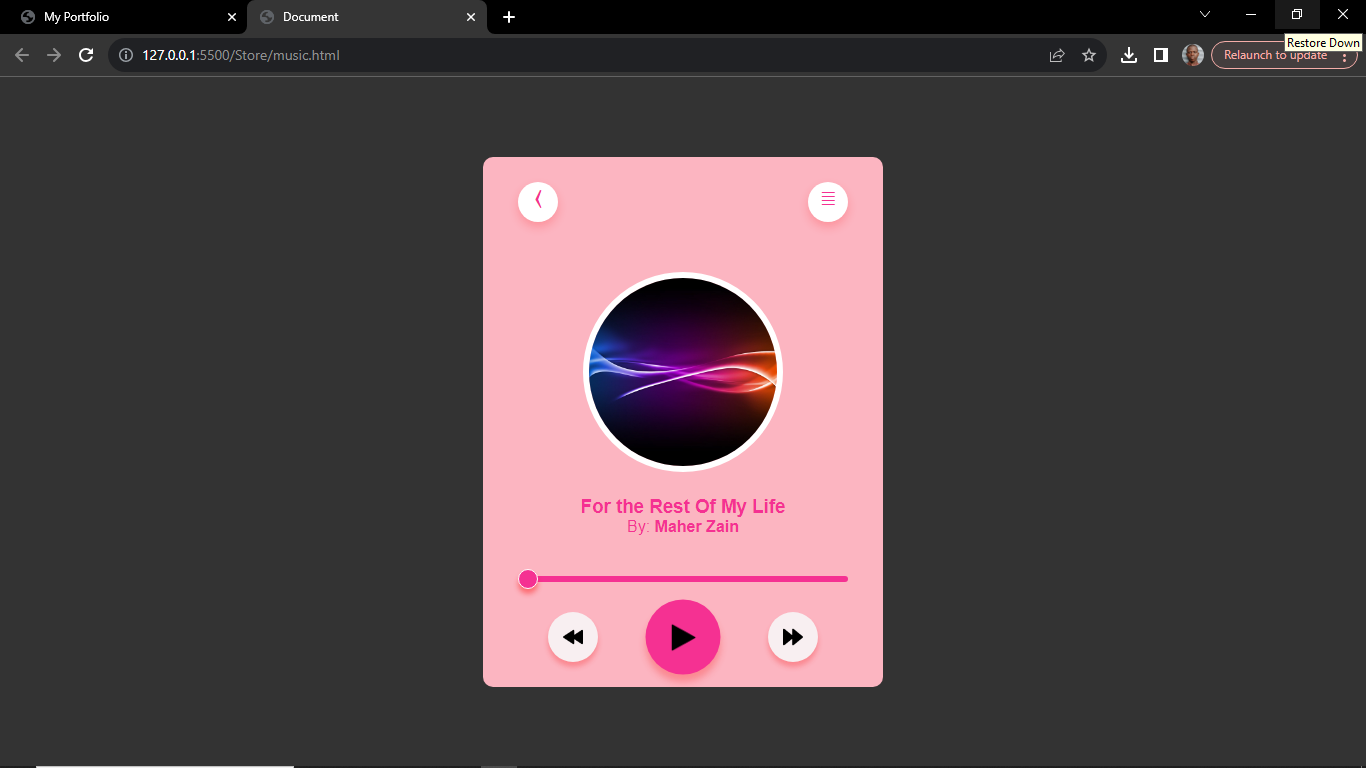 My Portfolio
Document
Restore Down
127.0.0.1:5500/Store/music.html
Relaunch to update
For the Rest Of My Life
By: Maher Zain